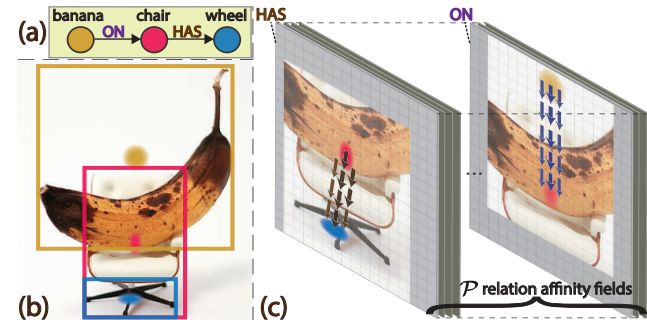 banana chair wheel
(a) ON HAS
HAS
ON
...
(b)
(c)
P relation affinity fields